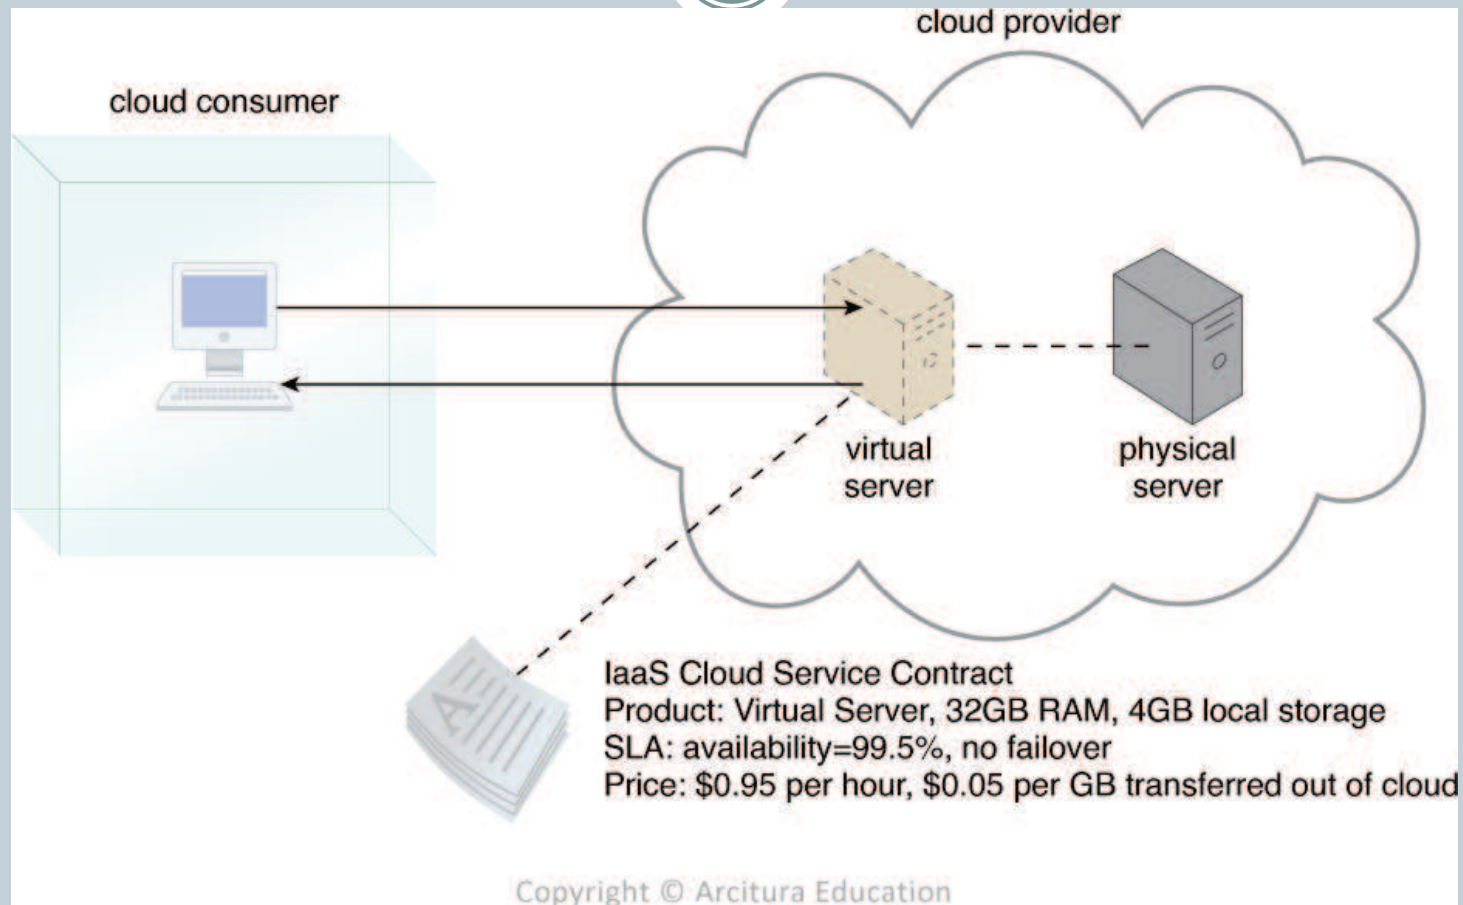 cloud provider
cloud consumer
virtual
server
physical
server
IaaS Cloud Service Contract
Product: Virtual Server, 32GB RAM, 4GB local storage
SLA: availability=99.5%, no failover
Price: $0.95 per hour, $0.05 per GB transferred out of cloud
Copyright © Arcitura Education